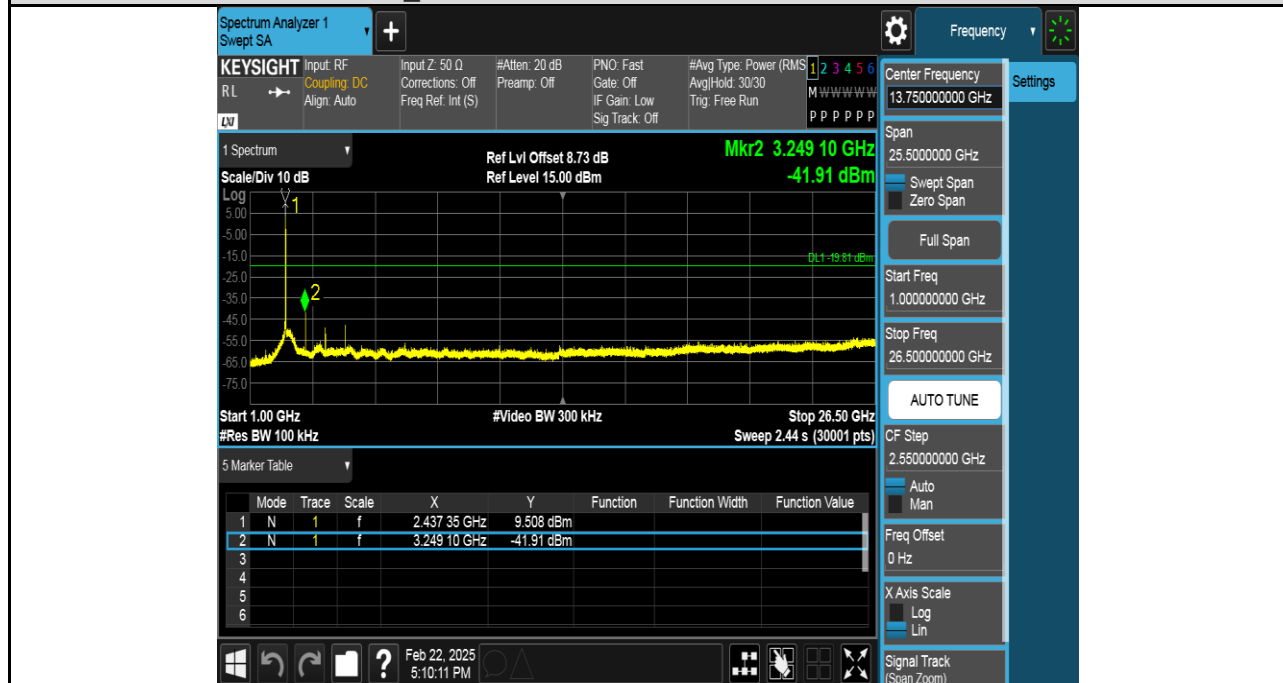 Spectrum Analyzer 1
Swept SA
+
Frequency
KEYSIGHT
RL
LXI
Input: RF
Coupling: DC
Align: Auto
Input Z: 50 Ω
Corrections: Off
Freq Ref: Int (S)
#Atten: 20 dB
Preamp: Off
PNO: Fast
Gate: Off
IF Gain: Low
Sig Track: Off
#Avg Type: Power (RMS
Avg|Hold: 30/30
Trig: Free Run
1 2 3 4 5 6
M W W W W W
P P P P P P
1 Spectrum
Scale/Div 10 dB
Ref Lvl Offset 8.73 dB
Ref Level 15.00 dBm
Mkr2 3.249 10 GHz
-41.91 dBm
Log
5.00
-5.00
-15.0
-25.0
-35.0
-45.0
-55.0
-65.0
-75.0
1
2
DL1 -19.81 dBm
Start 1.00 GHz
#Video BW 300 kHz
Stop 26.50 GHz
#Res BW 100 kHz
Sweep 2.44 s (30001 pts)
5 Marker Table
Mode Trace Scale X Y Function Function Width Function Value
1 N 1 f 2.437 35 GHz 9.508 dBm
2 N 1 f 3.249 10 GHz -41.91 dBm
3
4
5
6
?
Feb 22, 2025
5:10:11 PM
Center Frequency
13.750000000 GHz
Settings
Span
25.5000000 GHz
Swept Span
Zero Span
Full Span
Start Freq
1.000000000 GHz
Stop Freq
26.500000000 GHz
AUTO TUNE
CF Step
2.550000000 GHz
Auto
Man
Freq Offset
0 Hz
X Axis Scale
Log
Lin
Signal Track
(Span Zoom)